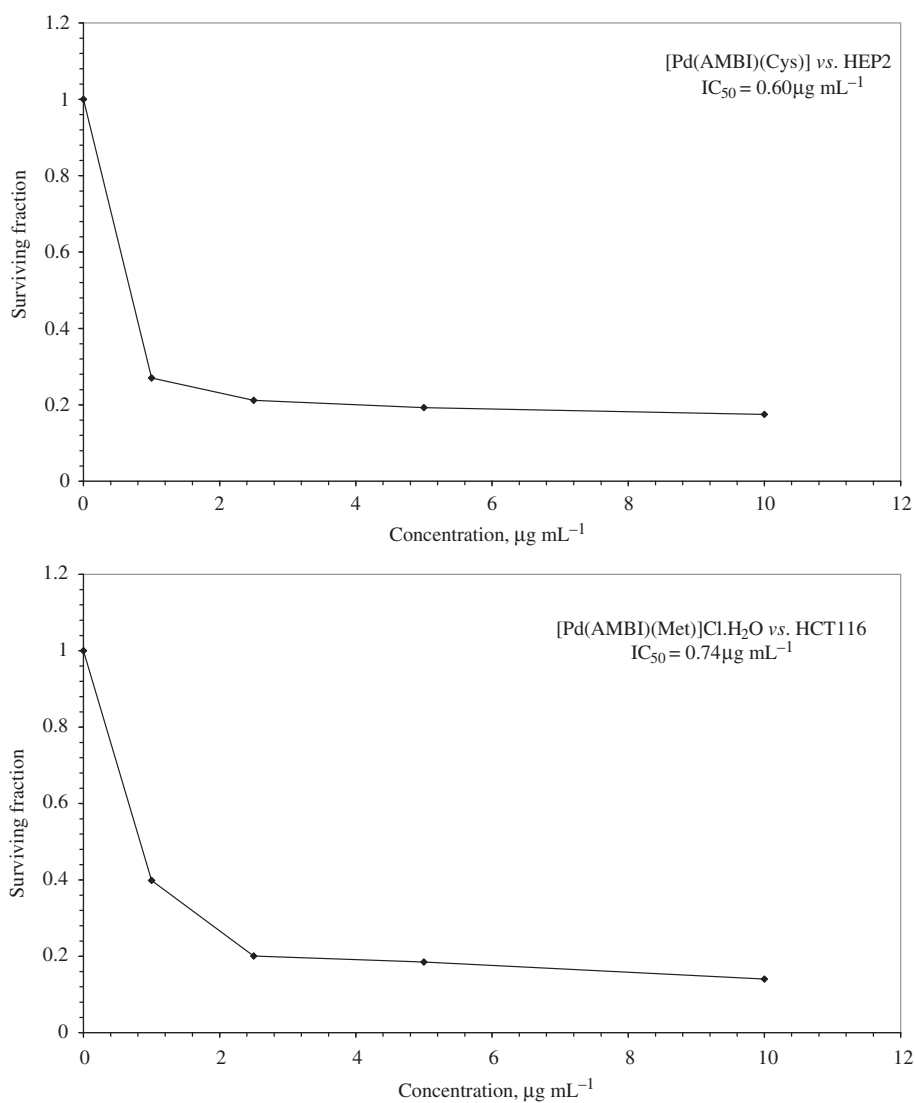 1.2
[Pd(AMBI)(Cys)] vs. HEP2
IC₅₀ = 0.60µg mL⁻¹
1
0.8
0.6
0.4
0.2
0
Surviving fraction
0 2 4 6 8 10 12
Concentration, µg mL⁻¹
1.2
[Pd(AMBI)(Met)]Cl.H₂O vs. HCT116
IC₅₀ = 0.74µg mL⁻¹
1
0.8
0.6
0.4
0.2
0
Surviving fraction
0 2 4 6 8 10 12
Concentration, µg mL⁻¹